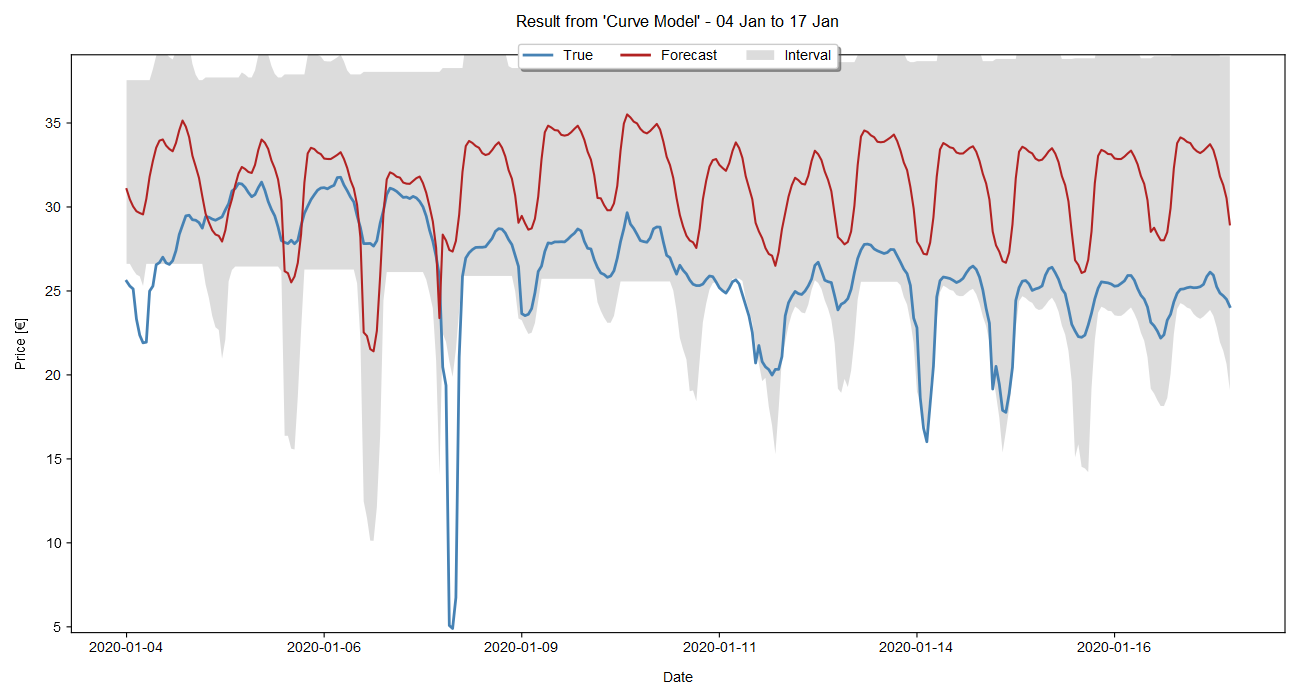 Result from 'Curve Model' - 04 Jan to 17 Jan
True Forecast Interval
35
30
25
20
15
10
5
Price [€]
2020-01-04 2020-01-06 2020-01-09 2020-01-11 2020-01-14 2020-01-16
Date